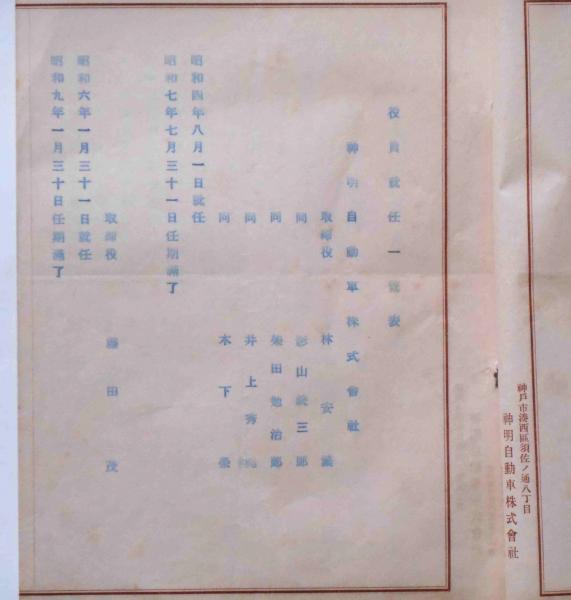 役員就任一覧表
神明自動車株式會社
取締役 林安
同 影山 三郎
同 柴田勉治郎
同 井上秀
同 木下榮
昭和四年八月一日就任
昭和七年七月三十一日任期滿了
取締役 藤田茂
昭和六年一月三十一日就任
昭和九年一月三十日任期滿了
神戸市湊西區須佐ノ通八丁目
神明自動車株式會社